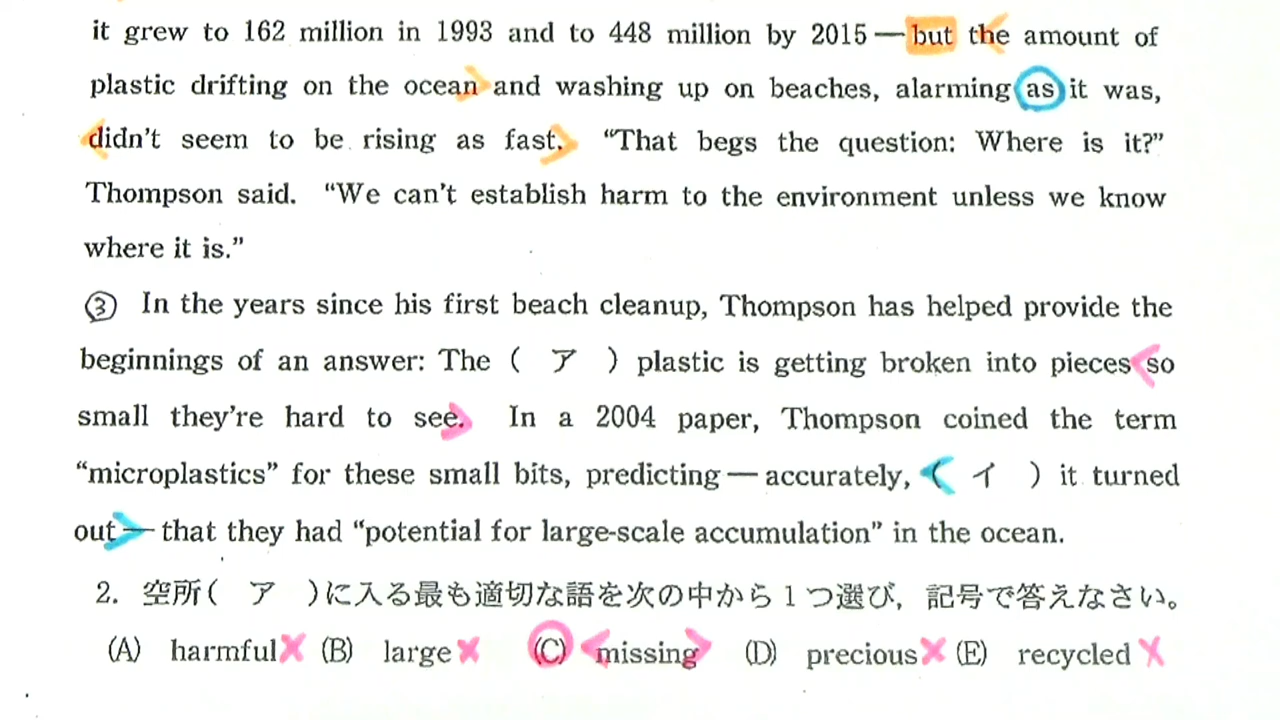 it grew to 162 million in 1993 and to 448 million by 2015—but the amount of
plastic drifting on the ocean and washing up on beaches, alarming as it was,
didn't seem to be rising as fast. “That begs the question: Where is it?”
Thompson said. “We can't establish harm to the environment unless we know
where it is.”
③ In the years since his first beach cleanup, Thompson has helped provide the
beginnings of an answer: The ( ア ) plastic is getting broken into pieces so
small they're hard to see. In a 2004 paper, Thompson coined the term
“microplastics” for these small bits, predicting—accurately, ( イ ) it turned
out—that they had “potential for large-scale accumulation” in the ocean.
2. 空所( ア )に入る最も適切な語を次の中から1つ選び，記号で答えなさい。
(A) harmful (B) large (C) missing (D) precious (E) recycled